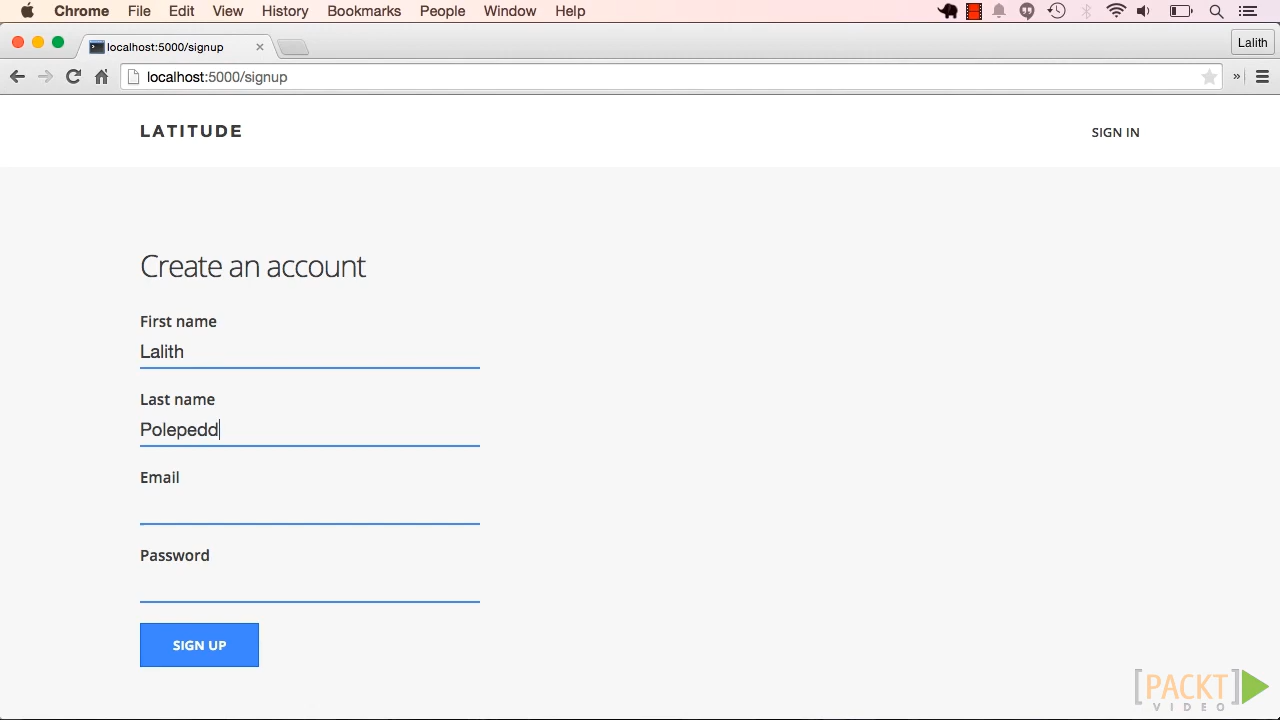 Chrome File Edit View History Bookmarks People Window Help
localhost:5000/signup
Lalith
localhost:5000/signup
LATITUDE
SIGN IN
Create an account
First name
Lalith
Last name
Polepedd
Email
Password
SIGN UP
[PACKT]
VIDEO